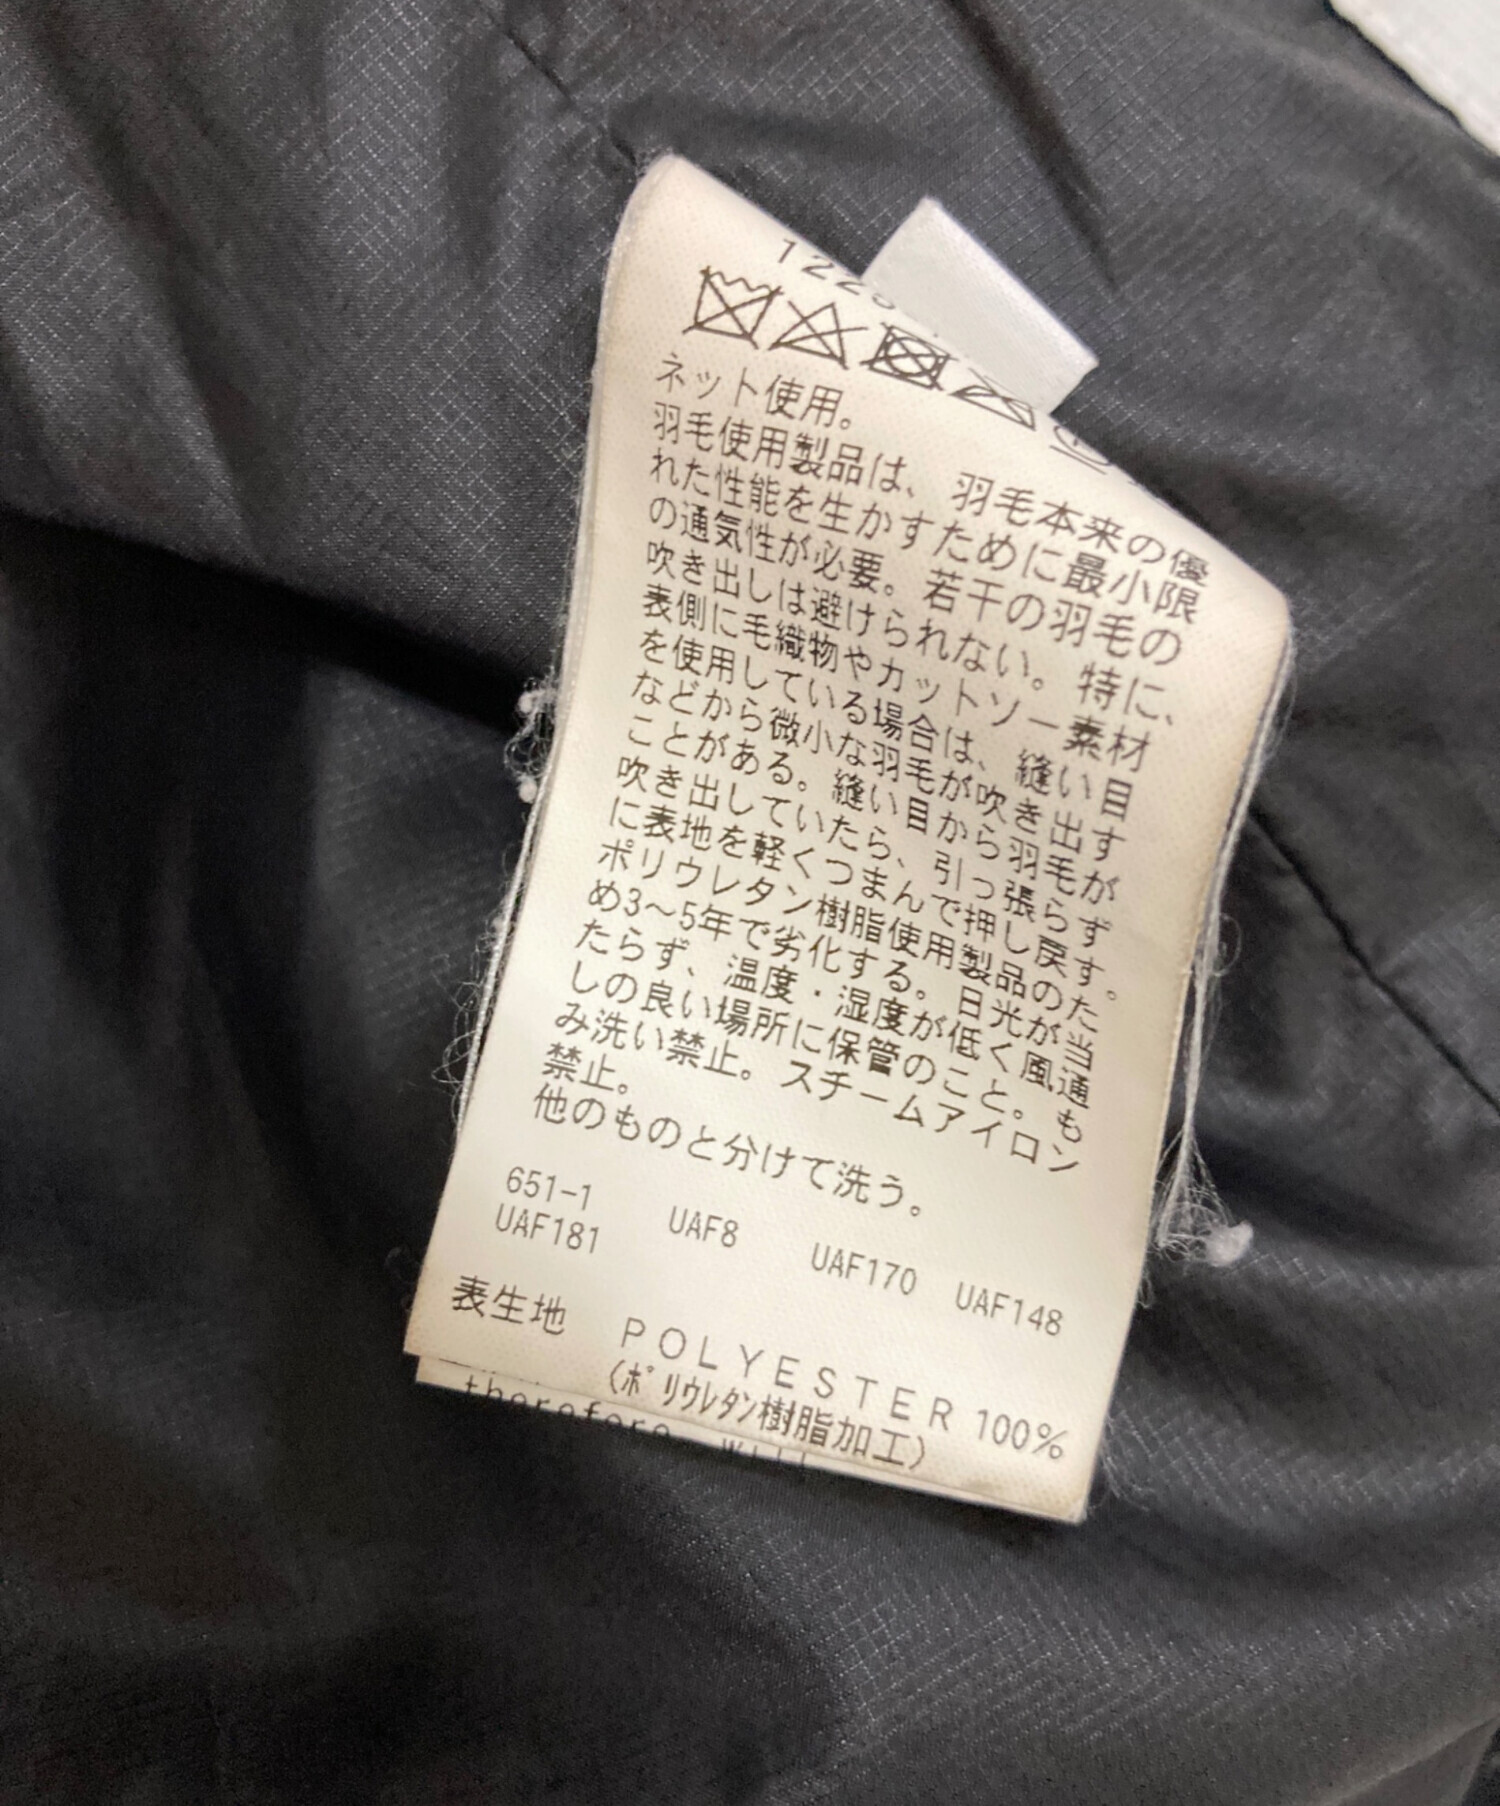 ネット使用。
羽毛使用製品は、羽毛本来の優
れた性能を生かすために最小限
の通気性が必要。若干の羽毛の
吹き出しは避けられない。特に、
表側に毛織物やカットソー素材
を使用している場合は、縫い目
などから微小な羽毛が吹き出す
ことがある。縫い目から羽毛が
吹き出していたら、引っ張らず
に表地を軽くつまんで押し戻す。
ポリウレタン樹脂使用製品のた
め3～5年で劣化する。日光が当
たらず、温度・湿度が低く風通
しの良い場所に保管のこと。も
み洗い禁止。スチームアイロン
禁止。
他のものと分けて洗う。
651-1 UAF8 UAF170 UAF148
UAF181
表生地 POLYESTER 100%
(ﾎﾟﾘｳﾚﾀﾝ樹脂加工)
therefore will